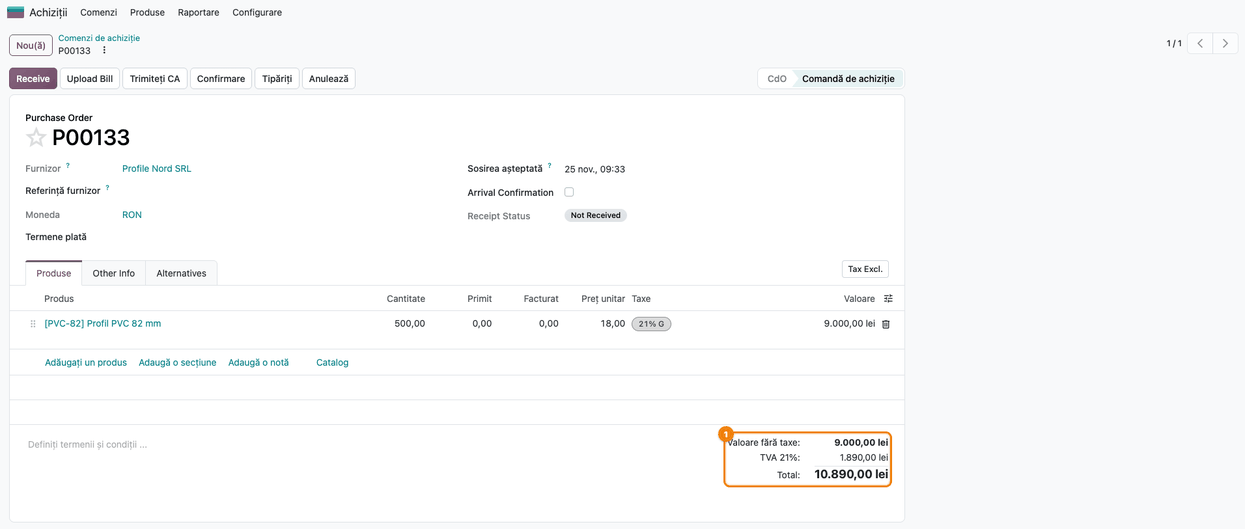 Achiziții Comenzi Produse Raportare Configurare
Nou(ă) Comenzi de achiziție
P00133
1 / 1
Receive Upload Bill Trimiteți CA Confirmare Tipăriți Anulează CdO Comandă de achiziție
Purchase Order
P00133
Furnizor ? Profile Nord SRL Sosirea așteptată ? 25 nov., 09:33
Referință furnizor ? Arrival Confirmation
Moneda RON Receipt Status Not Received
Termene plată
Produse Other Info Alternatives Tax Excl.
Produs Cantitate Primit Facturat Preț unitar Taxe Valoare
[PVC-82] Profil PVC 82 mm 500,00 0,00 0,00 18,00 21% G 9.000,00 lei
Adăugați un produs Adaugă o secțiune Adaugă o notă Catalog
1
Definiți termenii și condiții ... Valoare fără taxe: 9.000,00 lei
TVA 21%: 1.890,00 lei
Total: 10.890,00 lei